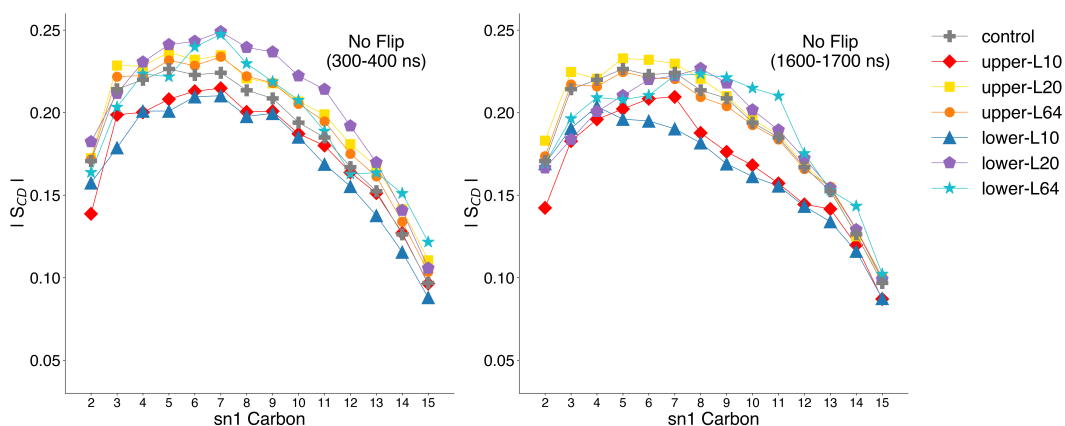 No Flip
(300-400 ns)
0.25
0.20
0.15
0.10
0.05
| S_CD |
2 3 4 5 6 7 8 9 10 11 12 13 14 15
sn1 Carbon
No Flip
(1600-1700 ns)
0.25
0.20
0.15
0.10
0.05
| S_CD |
2 3 4 5 6 7 8 9 10 11 12 13 14 15
sn1 Carbon
control
upper-L10
upper-L20
upper-L64
lower-L10
lower-L20
lower-L64